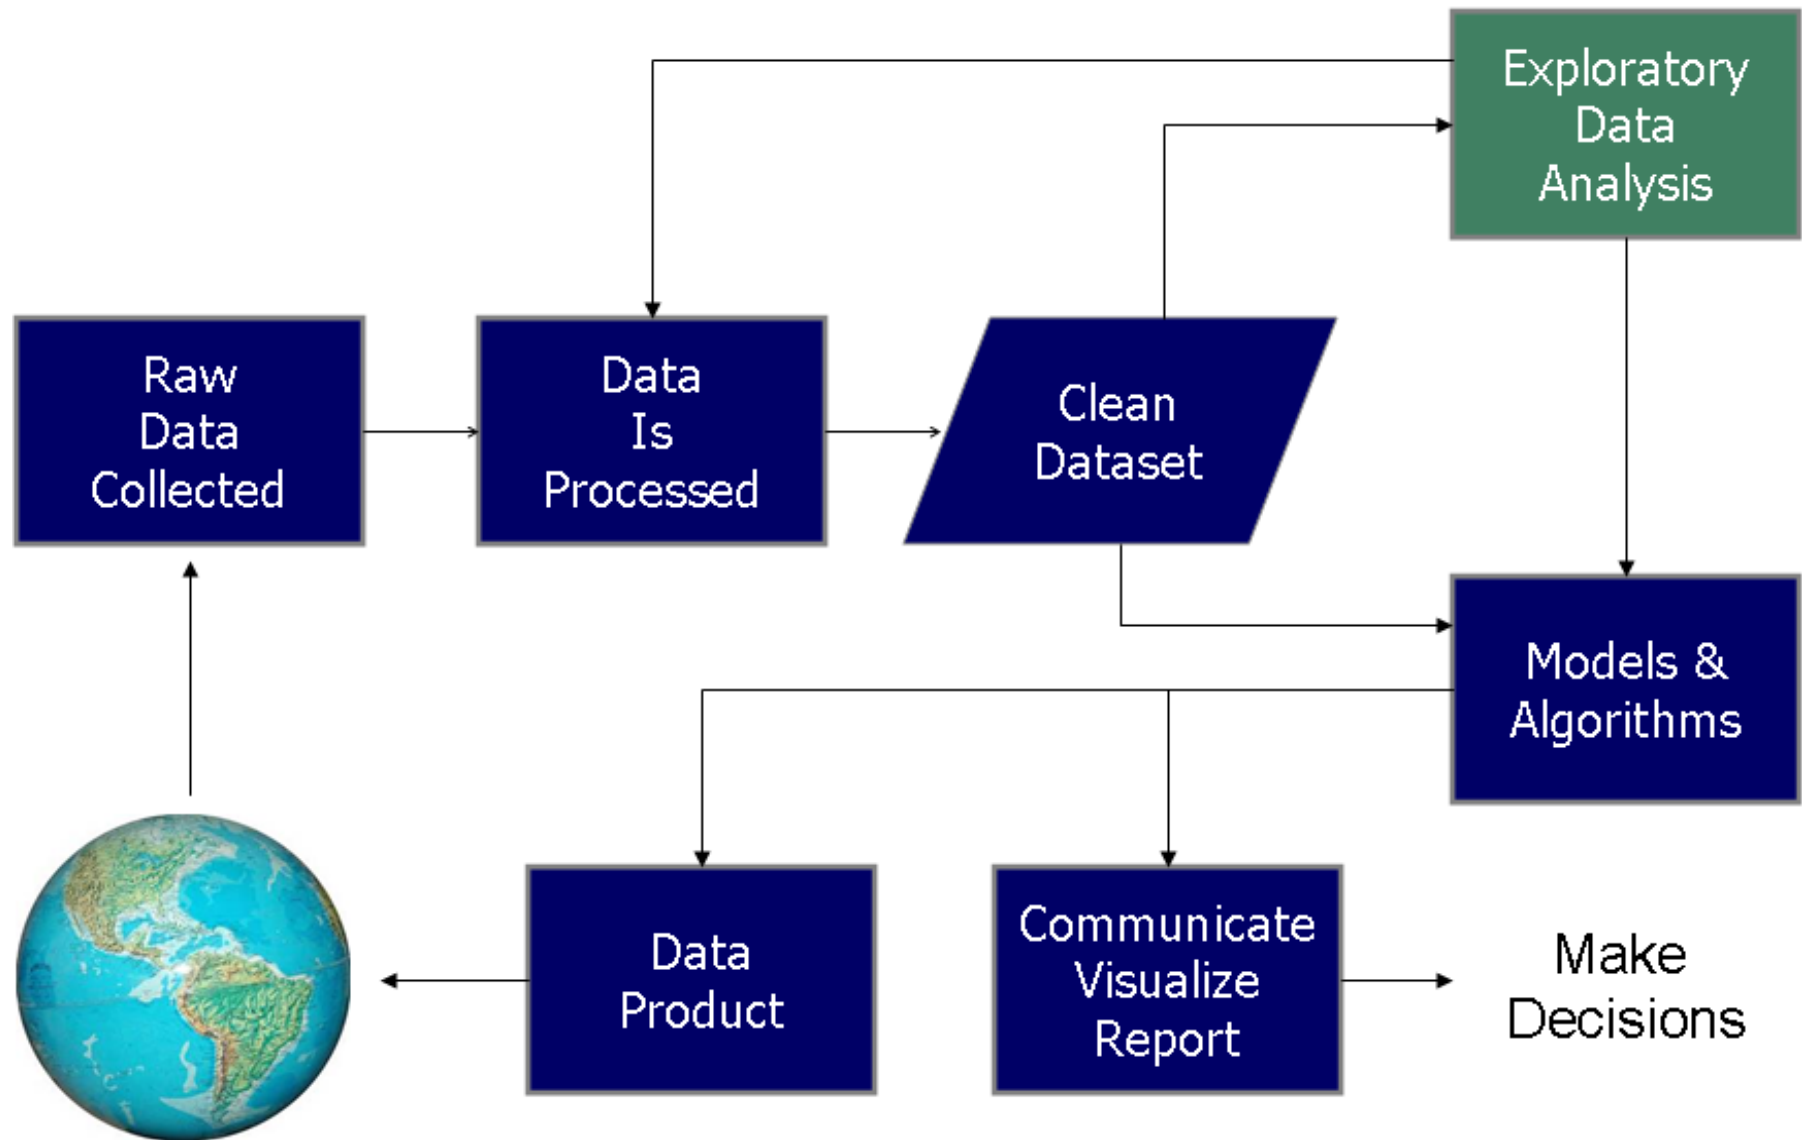 Exploratory
Data
Analysis
Raw
Data
Collected
Data
Is
Processed
Clean
Dataset
Models &
Algorithms
Data
Product
Communicate
Visualize
Report
Make
Decisions